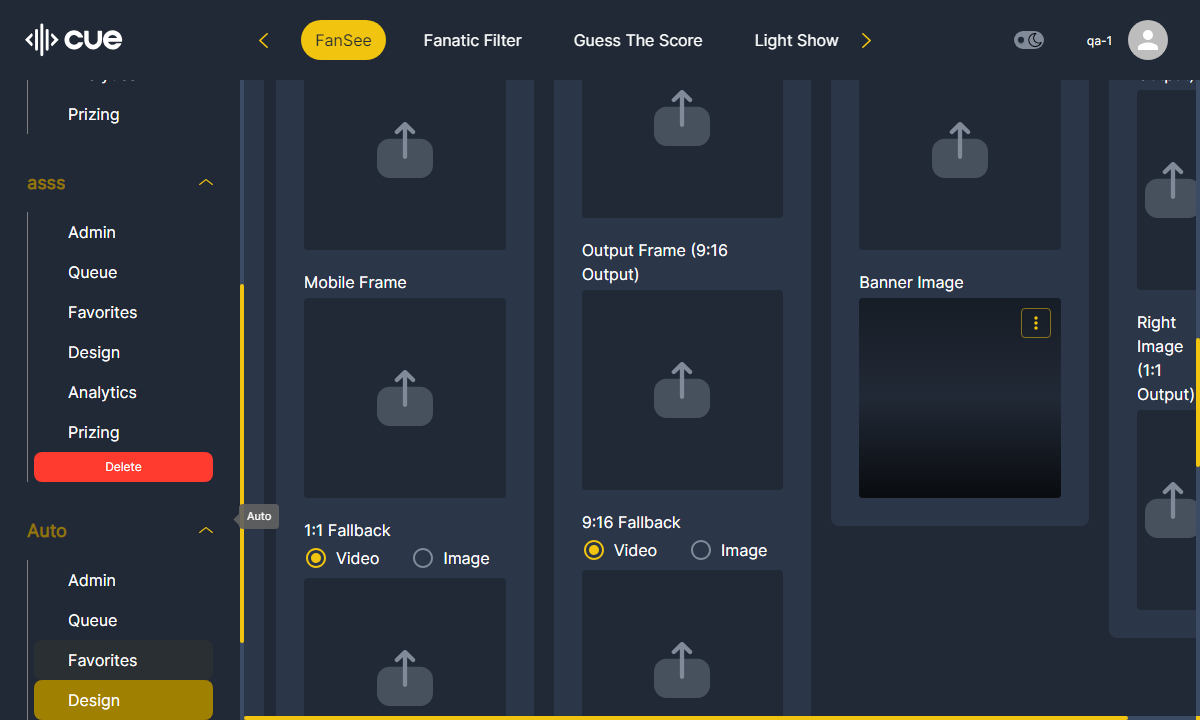 cue
FanSee
Fanatic Filter
Guess The Score
Light Show
qa-1
Prizing
asss
Admin
Queue
Favorites
Design
Analytics
Prizing
Delete
Auto
Admin
Queue
Favorites
Design
Auto
Mobile Frame
1:1 Fallback
Video
Image
Output Frame (9:16
Output)
9:16 Fallback
Video
Image
Banner Image
Right
Image
(1:1
Output)